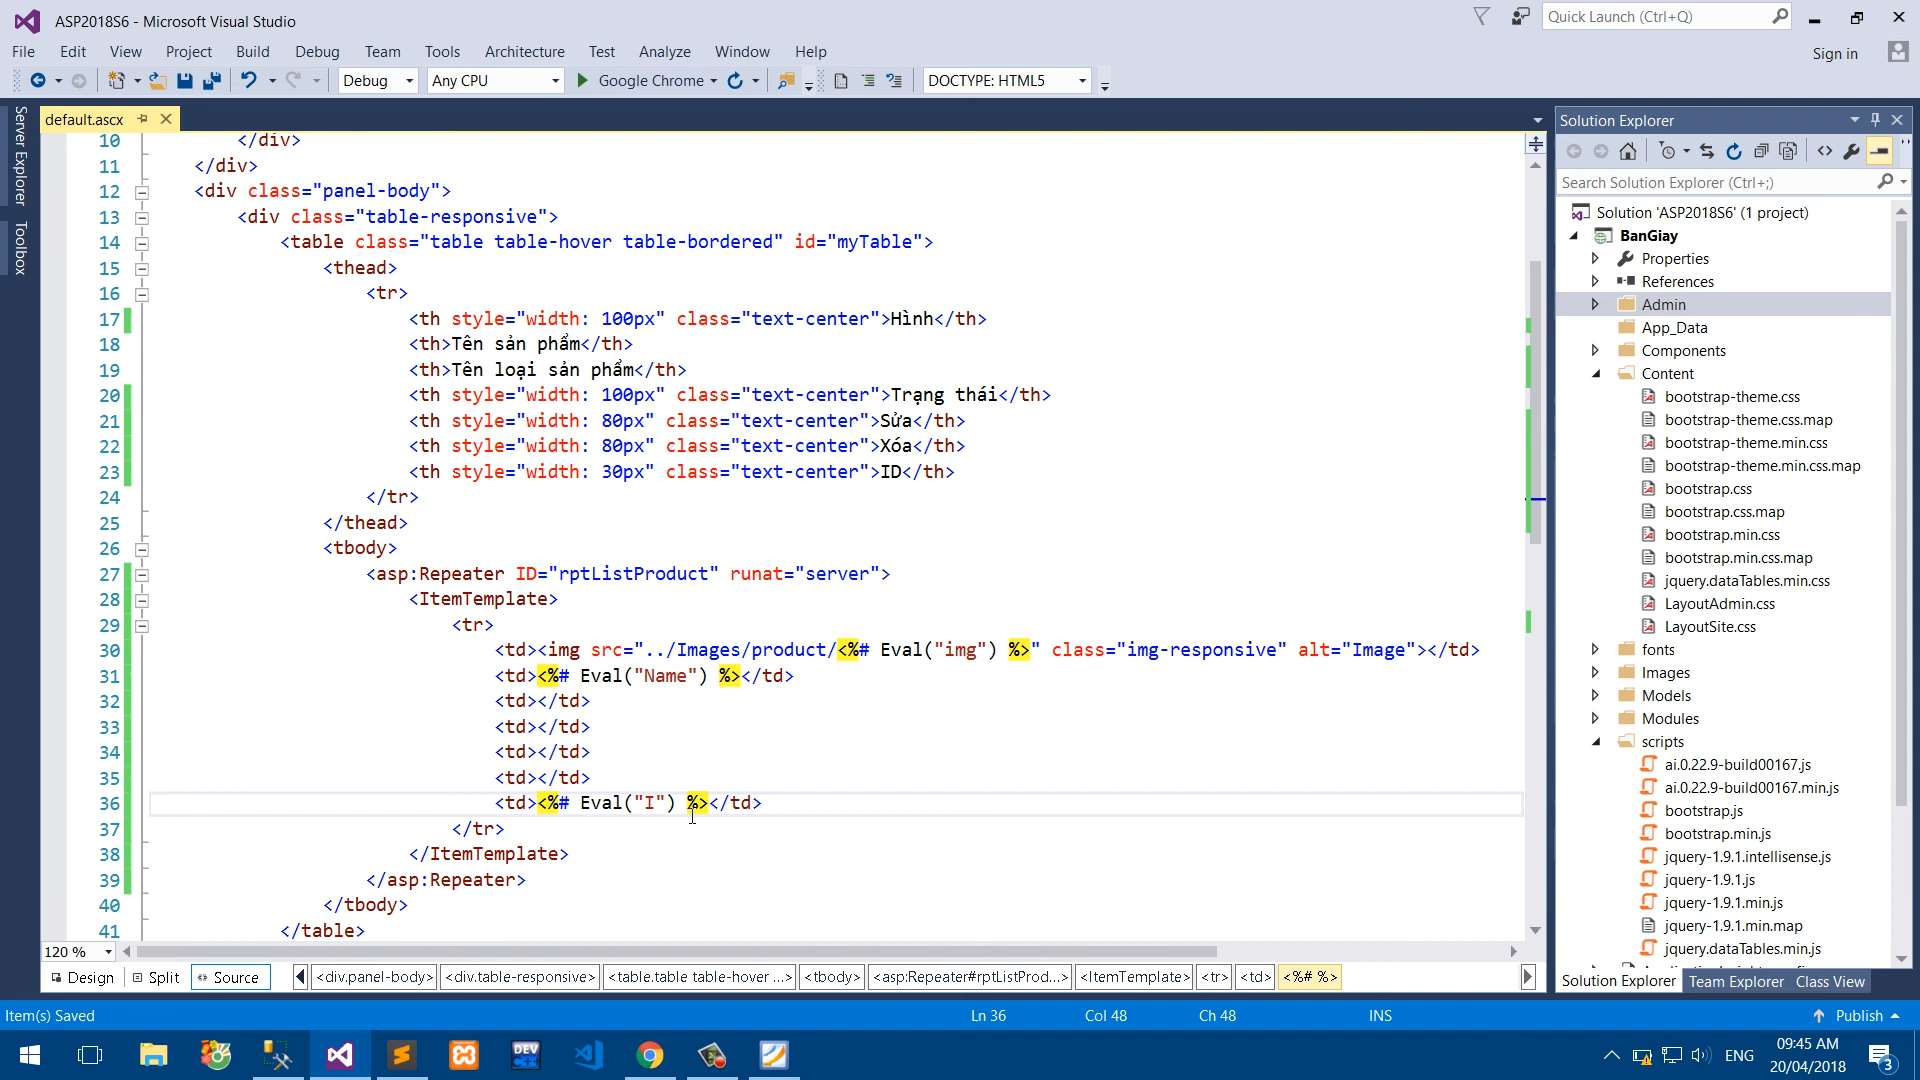 ASP2018S6 - Microsoft Visual Studio
Quick Launch (Ctrl+Q)
File Edit View Project Build Debug Team Tools Test Architecture Analyze Window Help
Sign in
Debug Any CPU Google Chrome DOCTYPE: HTML5
Server Explorer
Toolbox
default.ascx
10 </div>
11 </div>
12 <div class="panel-body">
13 <div class="table-responsive">
14 <table class="table table-hover table-bordered" id="myTable">
15 <thead>
16 <tr>
17 <th style="width: 100px" class="text-center">Hình</th>
18 <th>Tên sản phẩm</th>
19 <th>Tên loại sản phẩm</th>
20 <th style="width: 100px" class="text-center">Trạng thái</th>
21 <th style="width: 80px" class="text-center">Sửa</th>
22 <th style="width: 80px" class="text-center">Xóa</th>
23 <th style="width: 30px" class="text-center">ID</th>
24 </tr>
25 </thead>
26 <tbody>
27 <asp:Repeater ID="rptListProduct" runat="server">
28 <ItemTemplate>
29 <tr>
30 <td><img src="../Images/product/<%# Eval("img") %>" class="img-responsive" alt="Image"></td>
31 <td><%# Eval("Name") %></td>
32 <td></td>
33 <td></td>
34 <td></td>
35 <td></td>
36 <td><%# Eval("I") %></td>
37 </tr>
38 </ItemTemplate>
39 </asp:Repeater>
40 </tbody>
41 </table>
120 %
Design Split Source <div.panel-body> <div.table-responsive> <table.table table-hover ...> <tbody> <asp:Repeater#rptListProd...> <ItemTemplate> <tr> <td> <%# %>
Solution Explorer
Search Solution Explorer (Ctrl+;)
Solution 'ASP2018S6' (1 project)
BanGiay
Properties
References
Admin
App_Data
Components
Content
bootstrap-theme.css
bootstrap-theme.css.map
bootstrap-theme.min.css
bootstrap-theme.min.css.map
bootstrap.css
bootstrap.css.map
bootstrap.min.css
bootstrap.min.css.map
jquery.dataTables.min.css
LayoutAdmin.css
LayoutSite.css
fonts
Images
Models
Modules
scripts
ai.0.22.9-build00167.js
ai.0.22.9-build00167.min.js
bootstrap.js
bootstrap.min.js
jquery-1.9.1.intellisense.js
jquery-1.9.1.js
jquery-1.9.1.min.js
jquery-1.9.1.min.map
jquery.dataTables.min.js
Solution Explorer Team Explorer Class View
Item(s) Saved Ln 36 Col 48 Ch 48 INS Publish
DEV
ENG
09:45 AM
20/04/2018
3